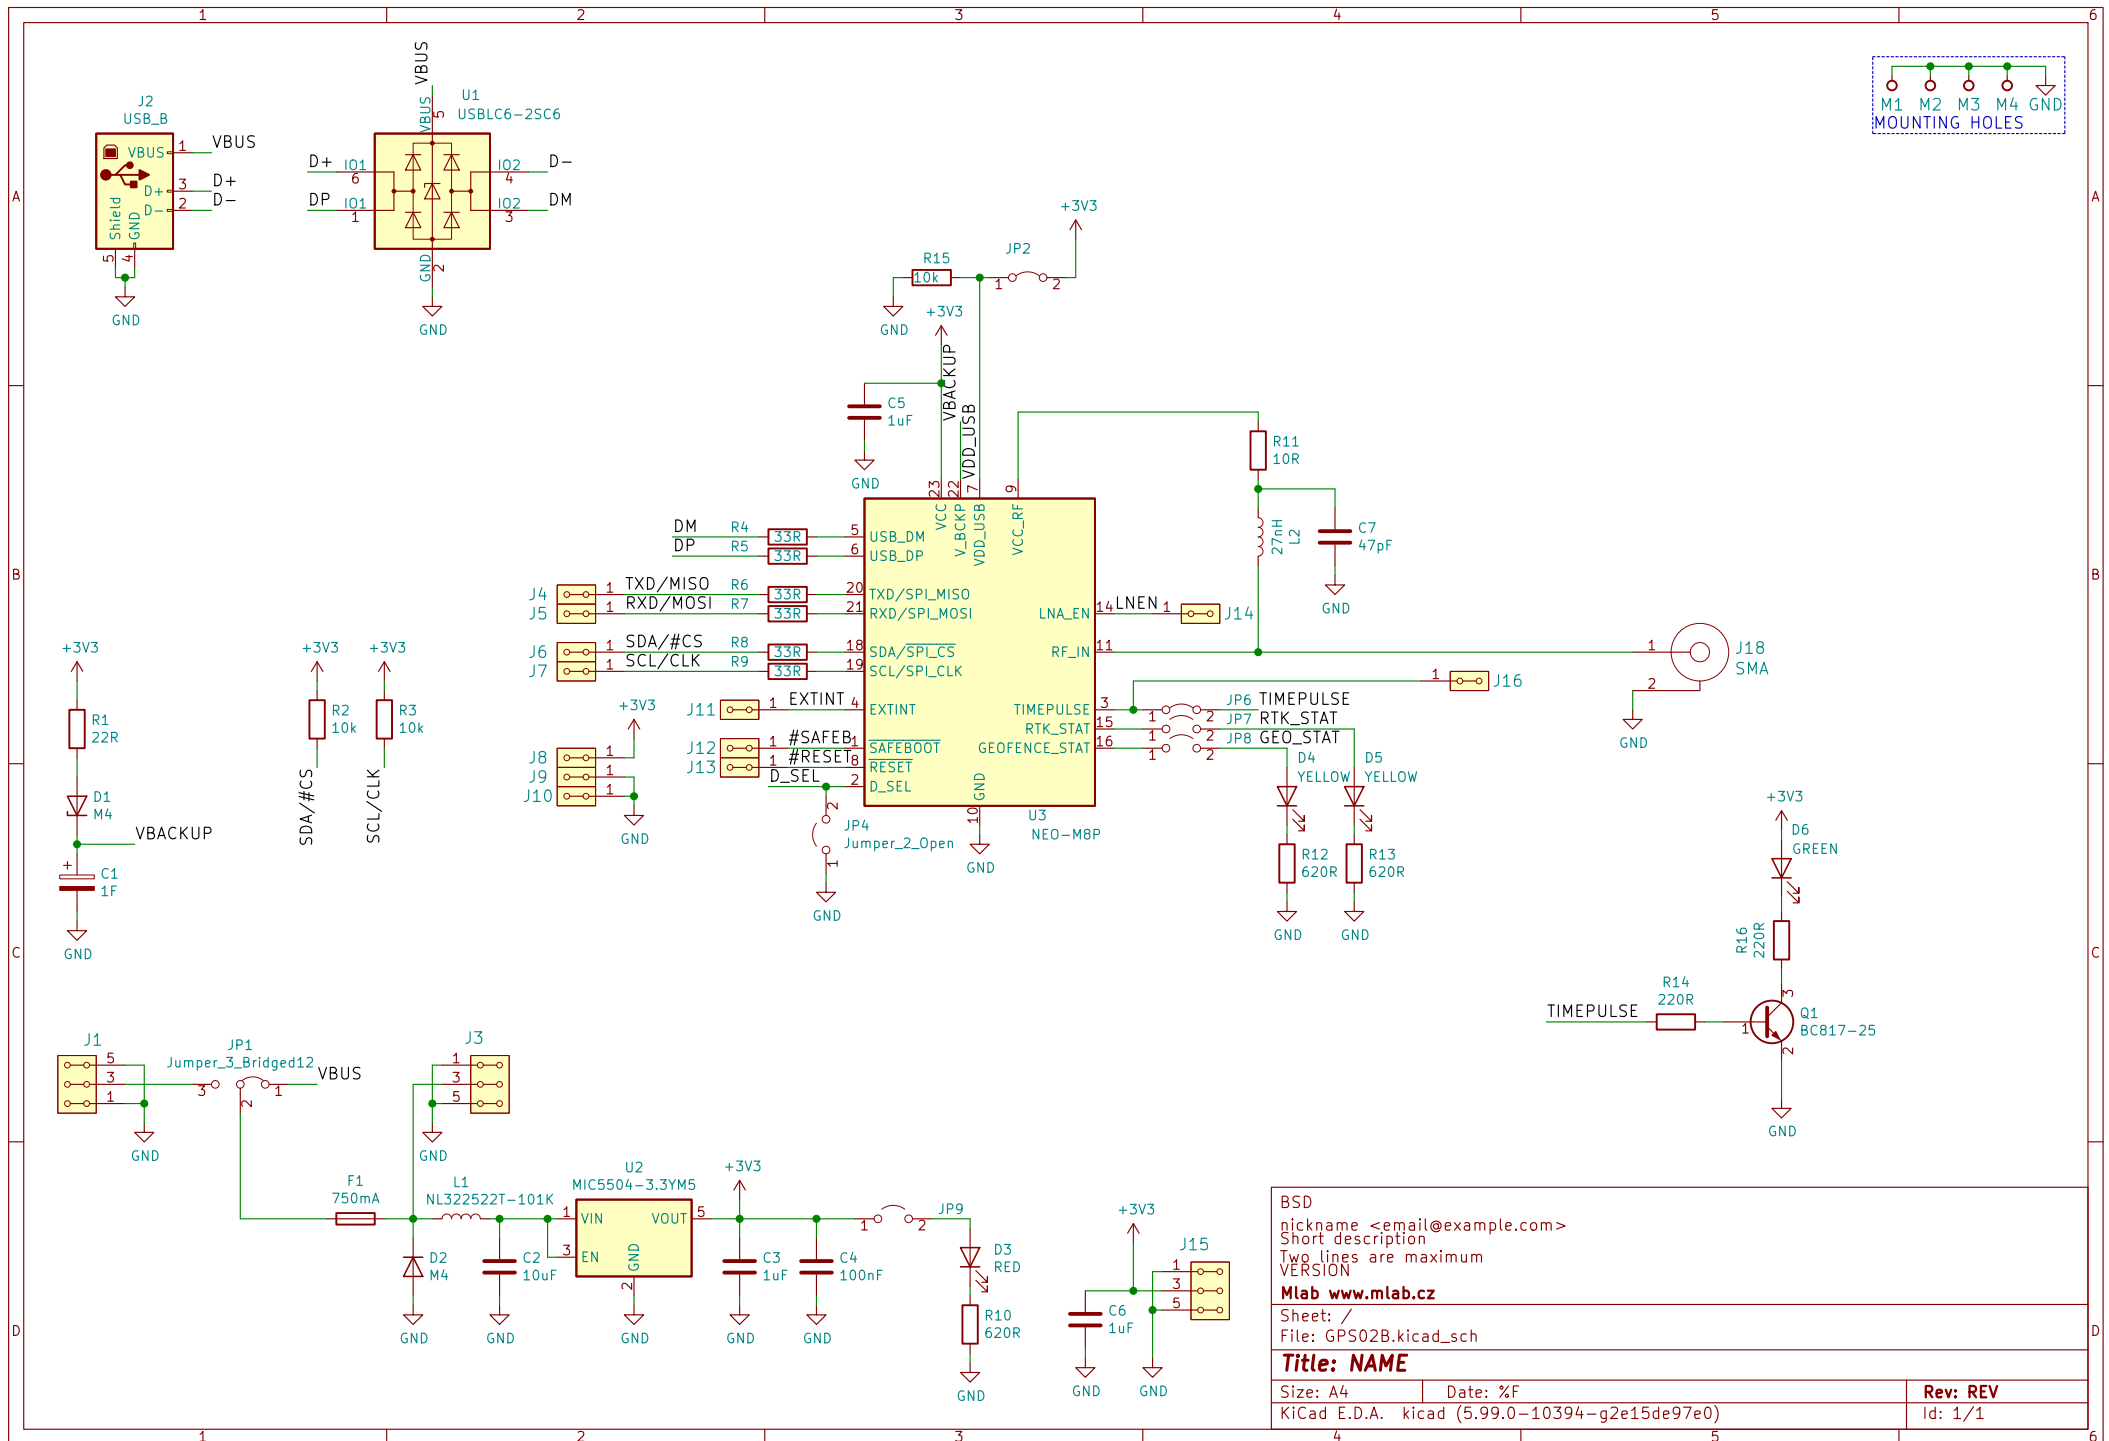 1 2 3 4 5 6
A
B
C
D
A
B
C
D
1 2 3 4 5 6
J2
USB_B
VBUS 1 VBUS
D+ 3 D+
D- 2 D-
Shield
GND
5 4
GND
VBUS
U1
USBLC6-2SC6
VBUS
5
D+ IO1 6
DP IO1 1
IO2 4 D-
IO2 3 DM
GND
2
GND
M1 M2 M3 M4 GND
MOUNTING HOLES
+3V3
R15
10k
JP2
1 2
GND
+3V3
VBACKUP
VDD_USB
C5
1uF
GND
R11
10R
27nH
L2
C7
47pF
GND
23 22 7 9
VCC
V_BCKP
VDD_USB
VCC_RF
DM R4 33R 5 USB_DM
DP R5 33R 6 USB_DP
J4 1 TXD/MISO R6 33R 20 TXD/SPI_MISO
J5 1 RXD/MOSI R7 33R 21 RXD/SPI_MOSI
J6 1 SDA/#CS R8 33R 18 SDA/SPI_CS
J7 1 SCL/CLK R9 33R 19 SCL/SPI_CLK
J11 1 EXTINT 4 EXTINT
J12 1 #SAFEB 1 SAFEBOOT
J13 1 #RESET 8 RESET
D_SEL 2 D_SEL
LNA_EN 14 LNEN 1 J14
RF_IN 11
1 J18
SMA
2
GND
1 J16
TIMEPULSE 3 1 2 JP6 TIMEPULSE
RTK_STAT 15 1 2 JP7 RTK_STAT
GEOFENCE_STAT 16 1 2 JP8 GEO_STAT
GND
10
GND
U3
NEO-M8P
2
JP4
Jumper_2_Open
1
GND
+3V3
J8 1
J9 1
J10 1
GND
D4
YELLOW
D5
YELLOW
R12
620R
R13
620R
GND GND
+3V3
R1
22R
D1
M4
VBACKUP
+
C1
1F
GND
+3V3 +3V3
R2
10k
R3
10k
SDA/#CS
SCL/CLK
+3V3
D6
GREEN
R16
220R
TIMEPULSE
R14
220R
1
3
2
Q1
BC817-25
GND
J1
5
3
1
GND
JP1
Jumper_3_Bridged12
3 2 1
VBUS
J3
1
3
5
GND
F1
750mA
L1
NL322522T-101K
D2
M4
GND
C2
10uF
GND
U2
MIC5504-3.3YM5
1 VIN VOUT 5
3 EN
GND
2
GND
+3V3
C3
1uF
GND
C4
100nF
GND
JP9
1 2
D3
RED
R10
620R
GND
+3V3
J15
1
3
5
C6
1uF
GND
GND
BSD
nickname <email@example.com>
Short description
Two lines are maximum
VERSION
Mlab www.mlab.cz
Sheet: /
File: GPS02B.kicad_sch
Title: NAME
Size: A4 Date: %F Rev: REV
KiCad E.D.A. kicad (5.99.0-10394-g2e15de97e0) Id: 1/1